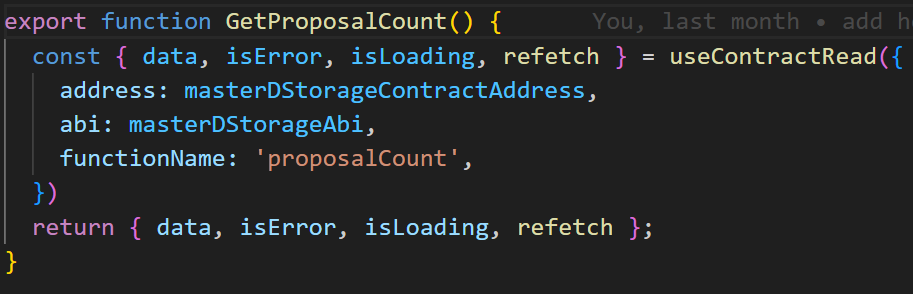 export function GetProposalCount() {     You, last month • add h
  const { data, isError, isLoading, refetch } = useContractRead({
    address: masterDStorageContractAddress,
    abi: masterDStorageAbi,
    functionName: 'proposalCount',
  })
  return { data, isError, isLoading, refetch };
}